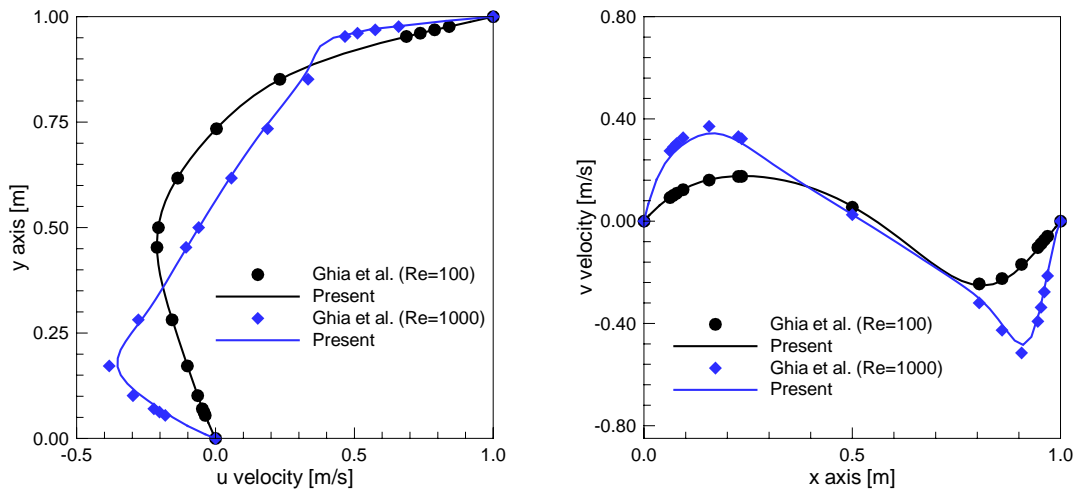 1.00
0.75
0.50
0.25
0.00
y axis [m]
-0.5
0.0
0.5
1.0
u velocity [m/s]
Ghia et al. (Re=100)
Present
Ghia et al. (Re=1000)
Present
0.80
0.40
0.00
-0.40
-0.80
v velocity [m/s]
0.0
0.5
1.0
x axis [m]
Ghia et al. (Re=100)
Present
Ghia et al. (Re=1000)
Present